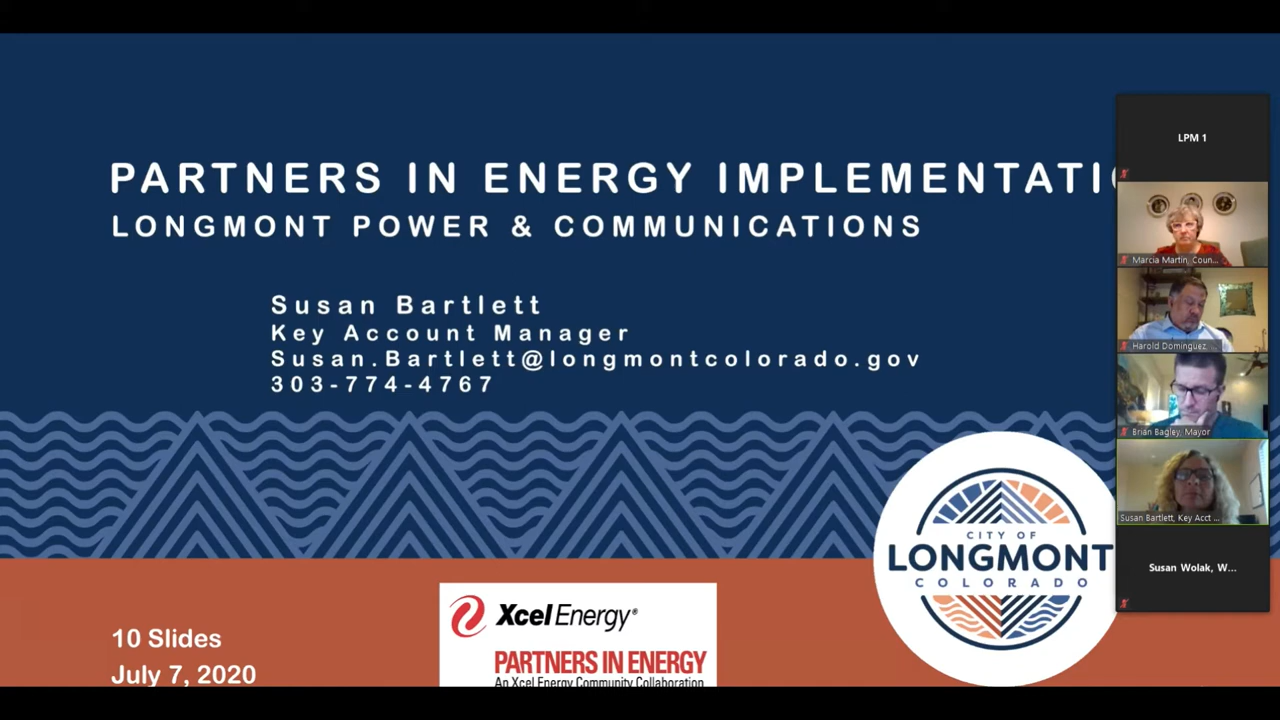 PARTNERS IN ENERGY IMPLEMENTATI
LONGMONT POWER & COMMUNICATIONS
Susan Bartlett
Key Account Manager
Susan.Bartlett@longmontcolorado.gov
303-774-4767
CITY OF
LONGMONT
COLORADO
10 Slides
July 7, 2020
XcelEnergy®
PARTNERS IN ENERGY
An Xcel Energy Community Collaboration
LPM 1
Marcia Martin, Coun...
Harold Dominguez, ...
Brian Bagley, Mayor
Susan Bartlett, Key Acct ...
Susan Wolak, W...